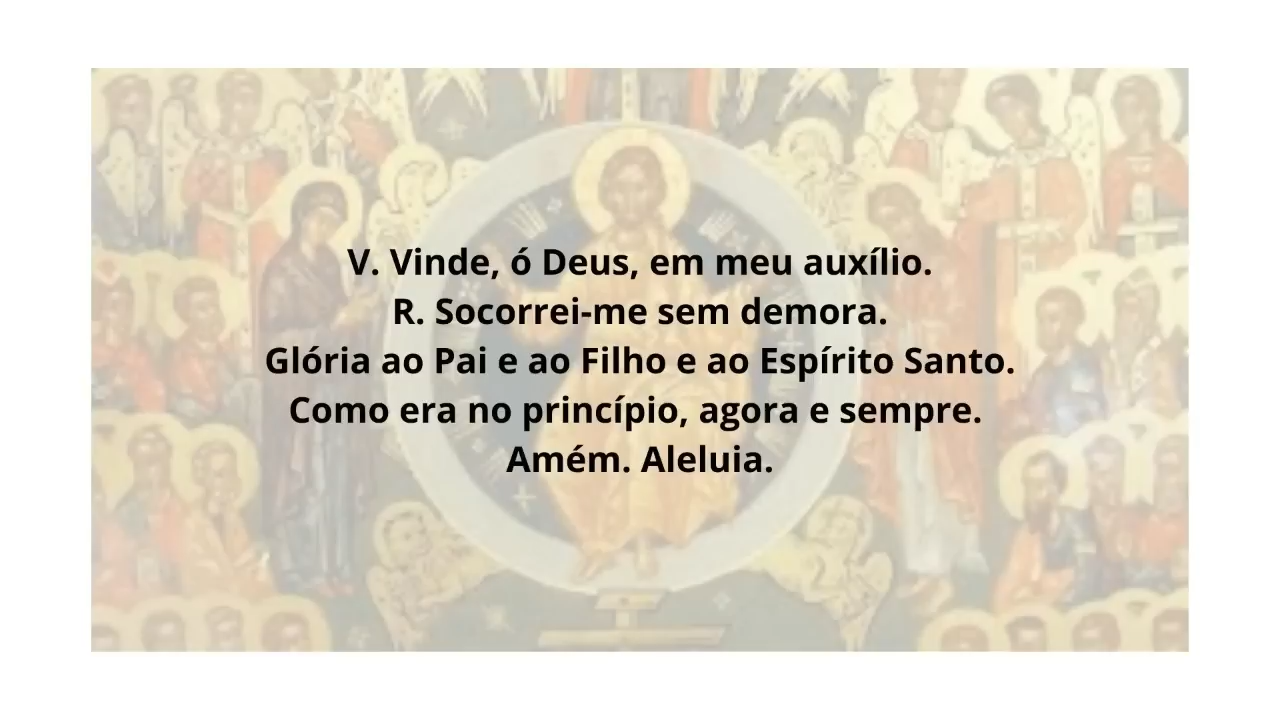 V. Vinde, ó Deus, em meu auxílio.
R. Socorrei-me sem demora.
Glória ao Pai e ao Filho e ao Espírito Santo.
Como era no princípio, agora e sempre.
Amém. Aleluia.